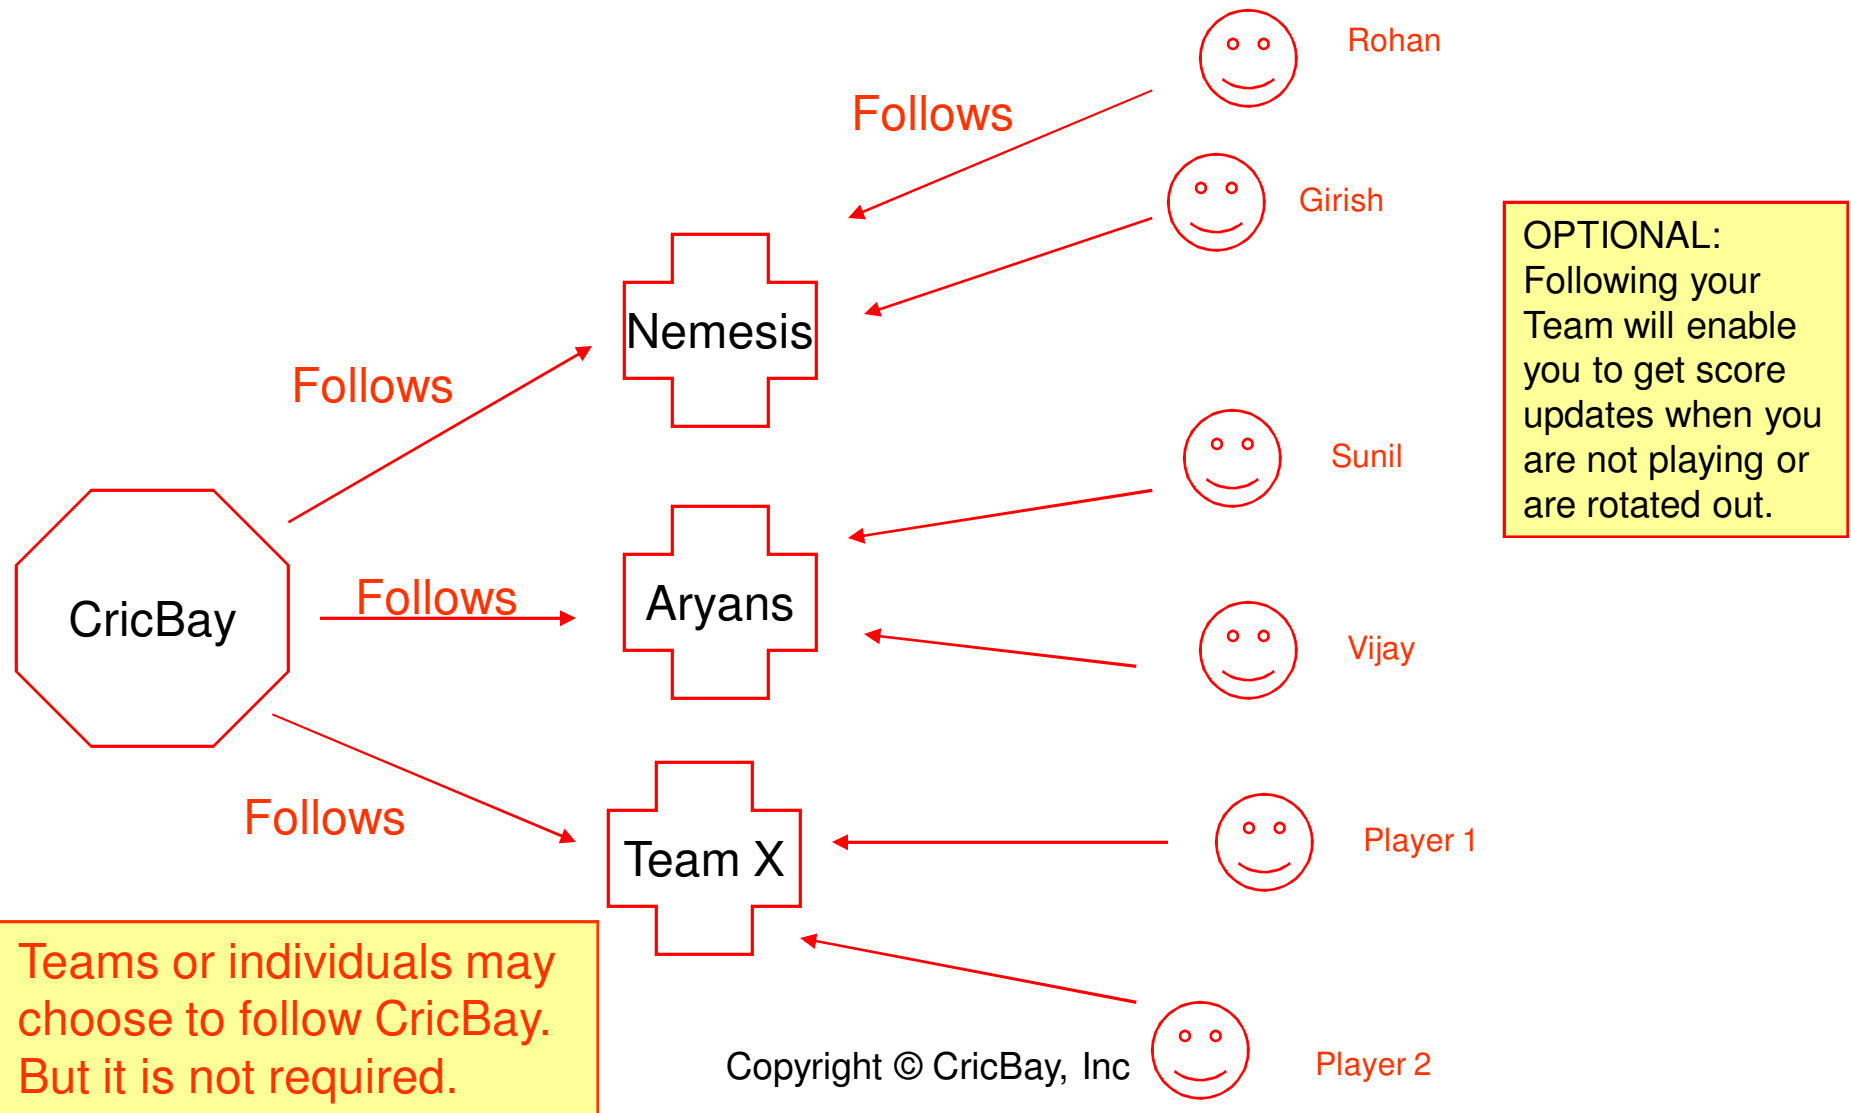 Rohan
Follows
Girish
OPTIONAL:
Following your
Team will enable
you to get score
updates when you
are not playing or
are rotated out.
Nemesis
Follows
Sunil
Follows
Aryans
CricBay
Vijay
Follows
Team X
Player 1
Teams or individuals may
choose to follow CricBay.
But it is not required.
Copyright © CricBay, Inc
Player 2